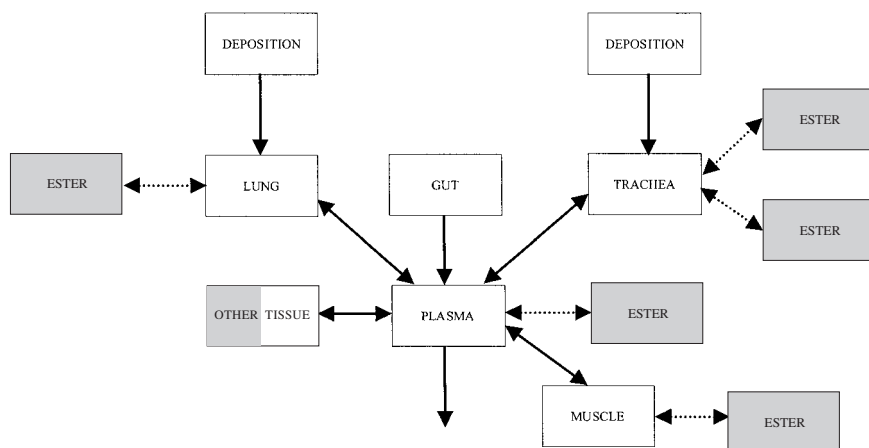 DEPOSITION
DEPOSITION
ESTER
ESTER
LUNG
GUT
TRACHEA
ESTER
OTHER TISSUE
PLASMA
ESTER
MUSCLE
ESTER